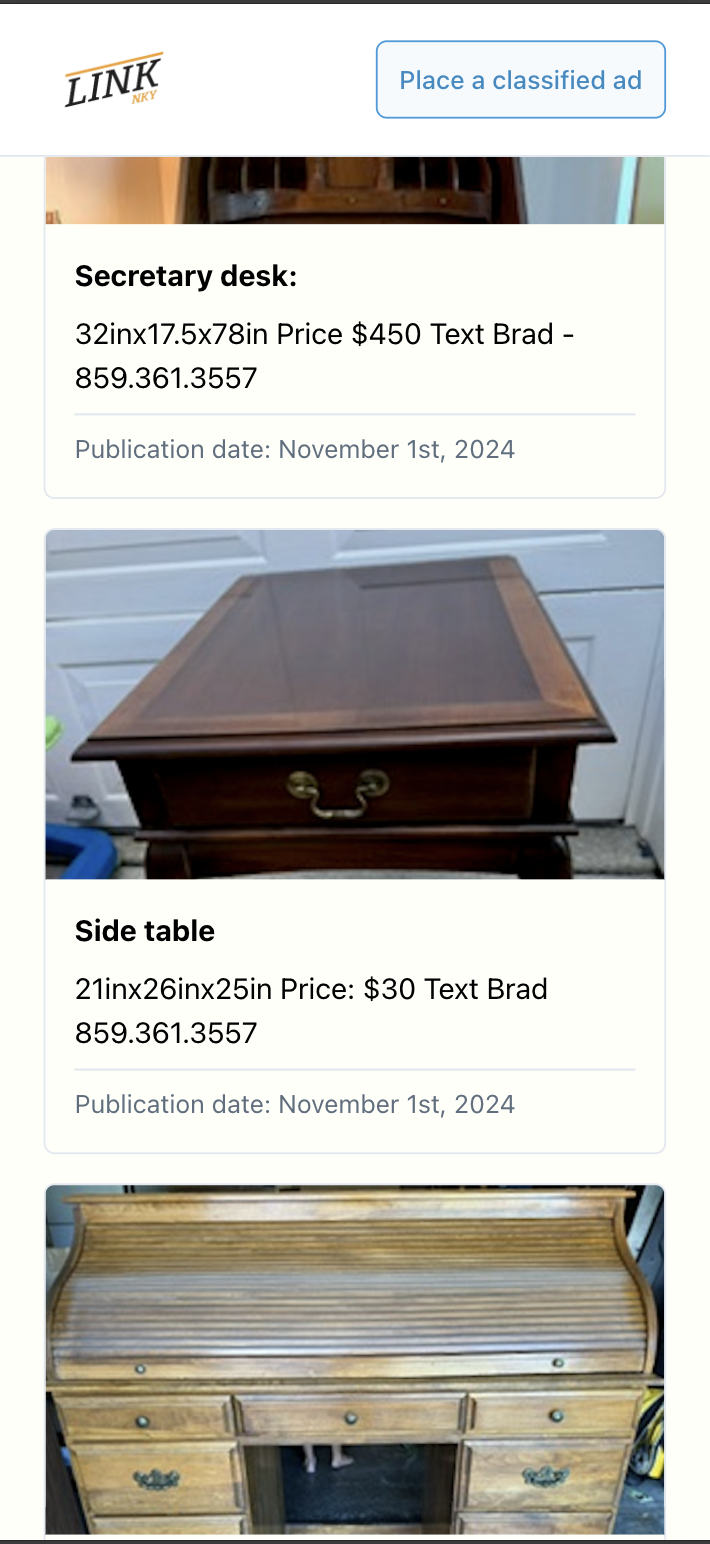 LINK
NKY
Place a classified ad
Secretary desk:
32inx17.5x78in Price $450 Text Brad -
859.361.3557
Publication date: November 1st, 2024
Side table
21inx26inx25in Price: $30 Text Brad
859.361.3557
Publication date: November 1st, 2024